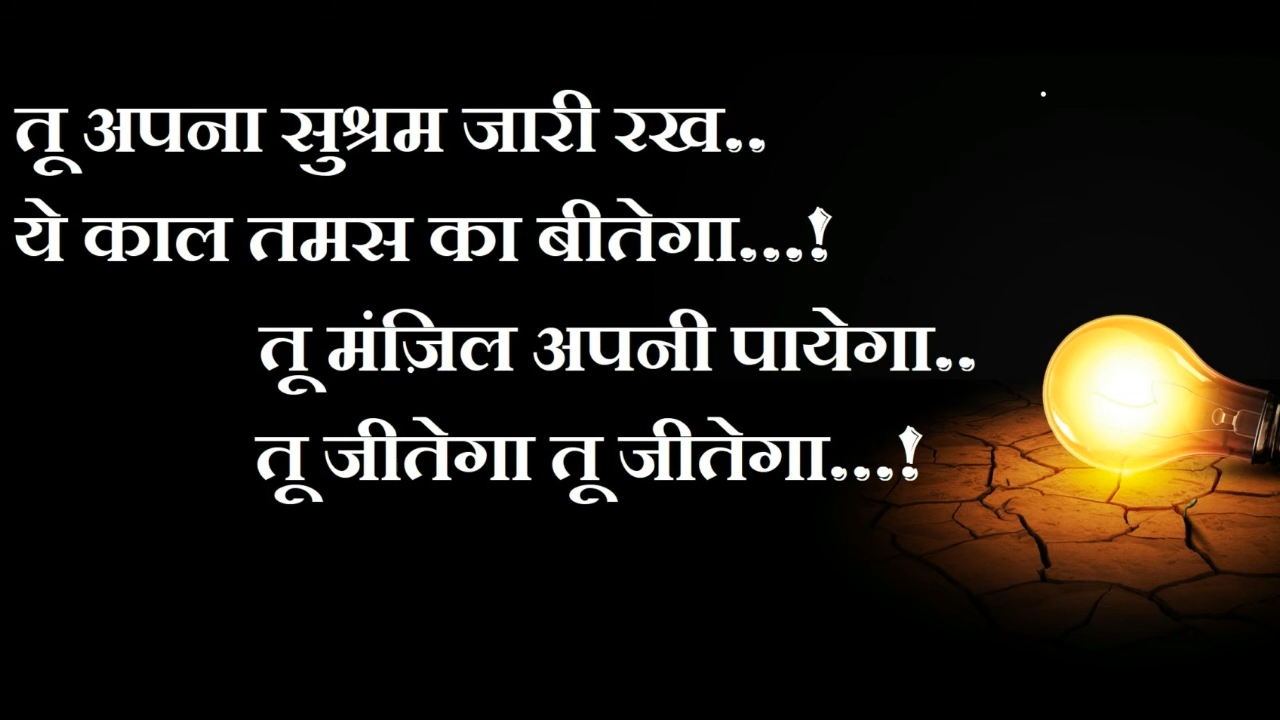 तू अपना सुश्रम जारी रख..
ये काल तमस का बीतेगा...!
तू मंज़िल अपनी पायेगा..
तू जीतेगा तू जीतेगा...!